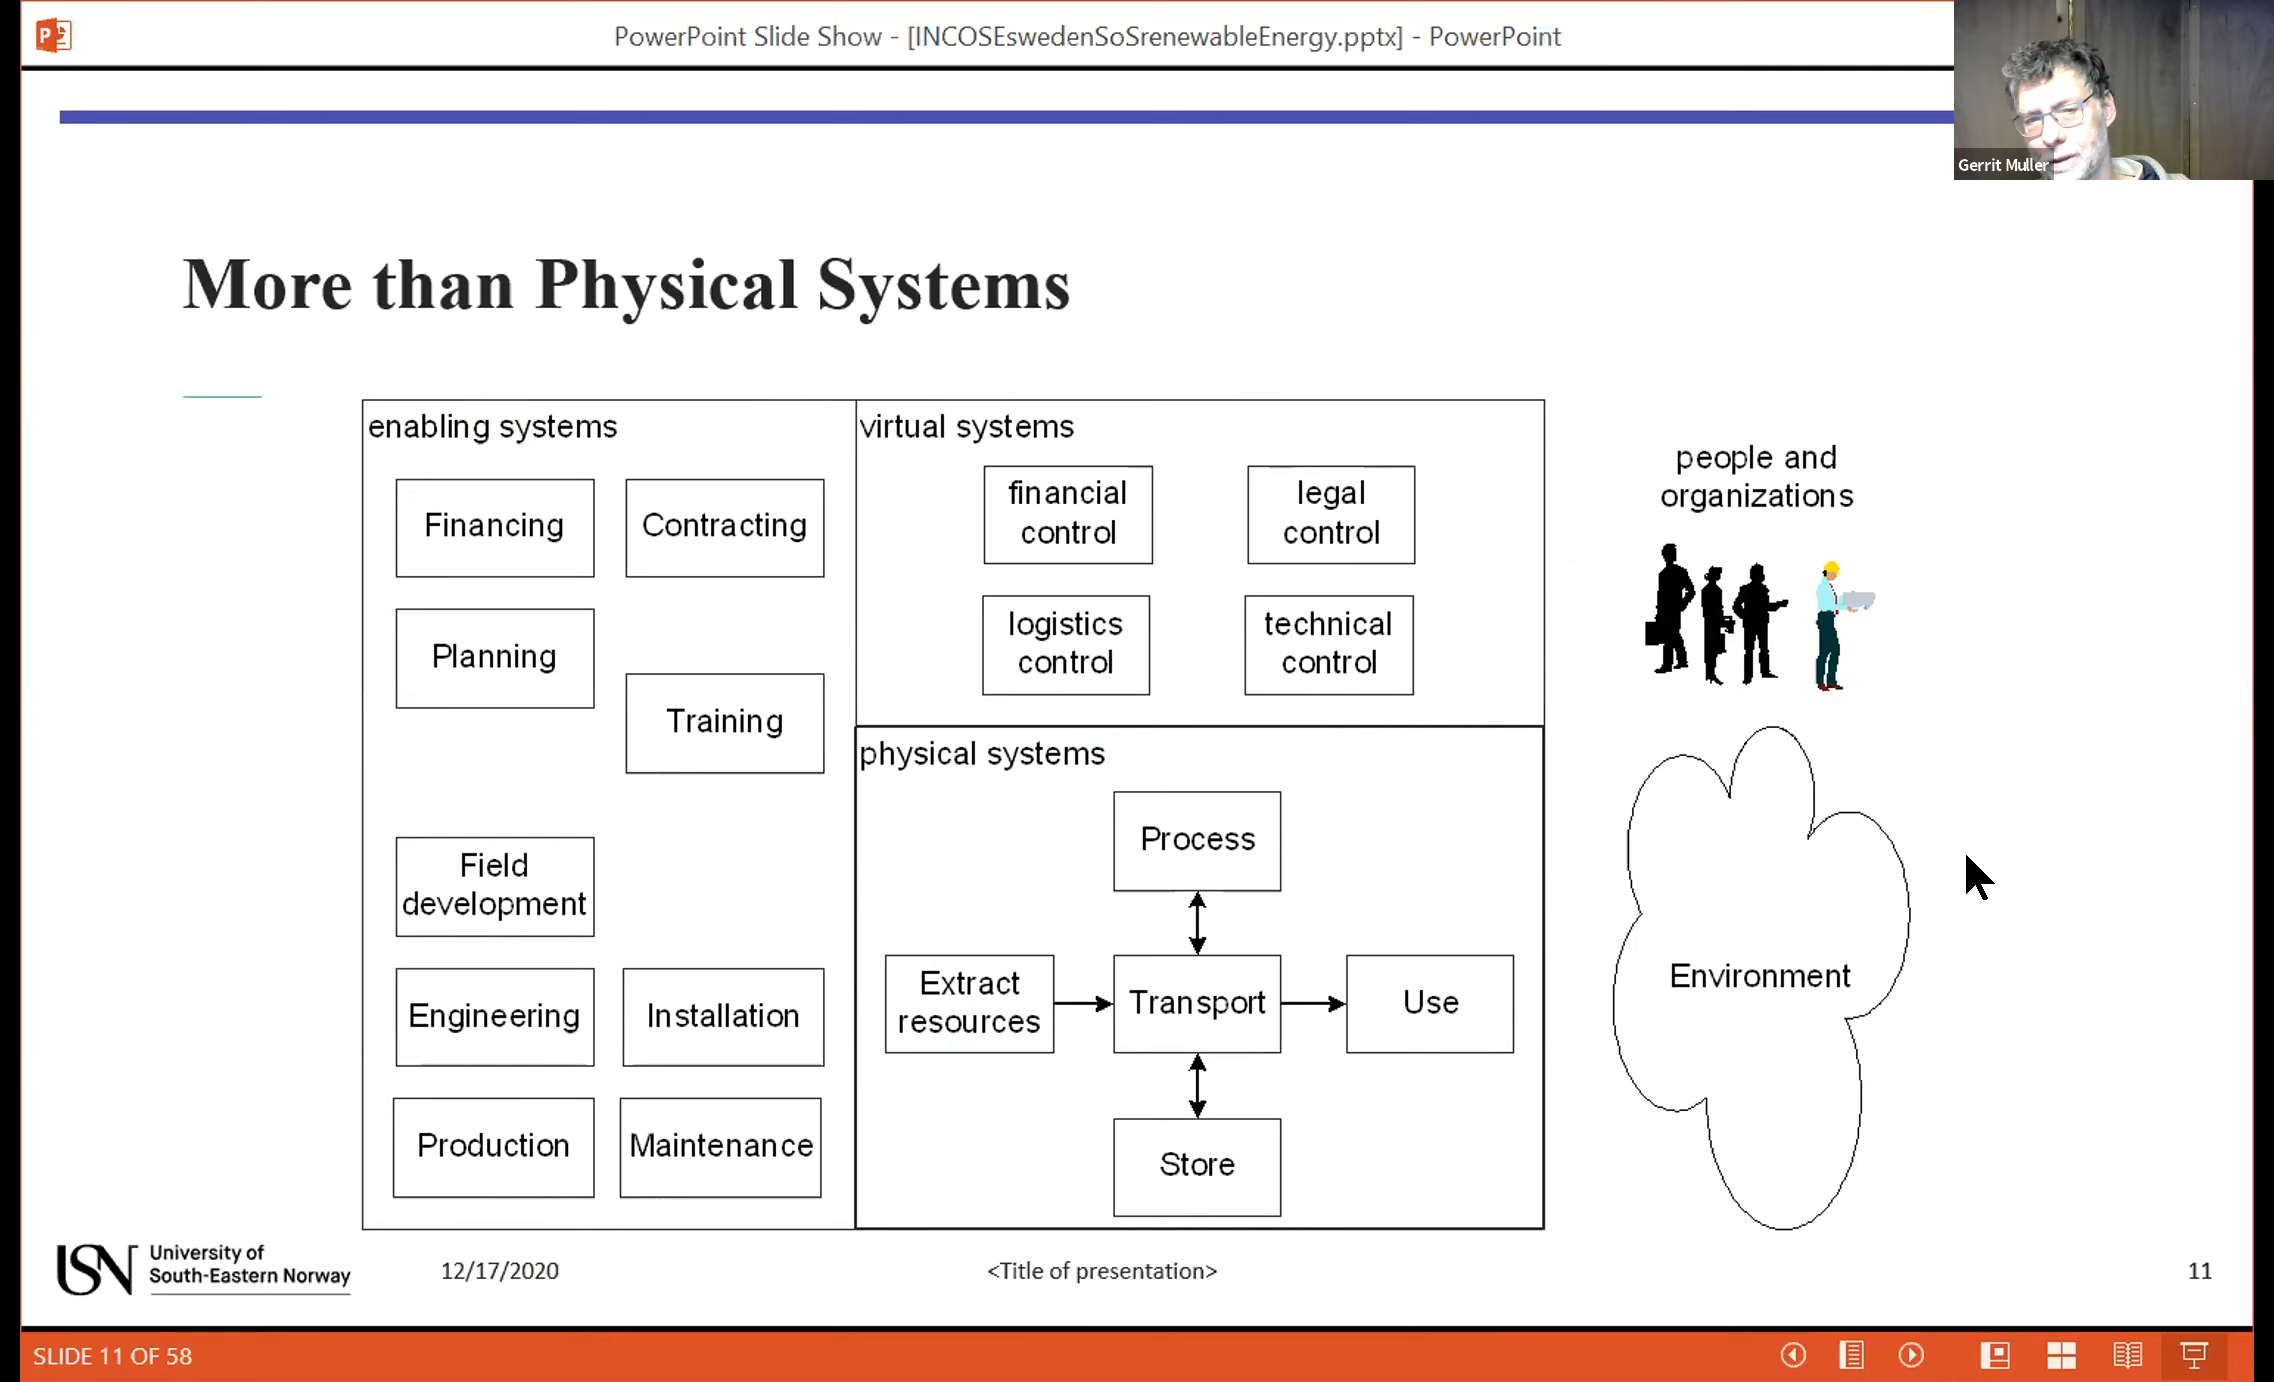 PowerPoint Slide Show - [INCOSEswedenSoSrenewableEnergy.pptx] - PowerPoint
Gerrit Muller
More than Physical Systems
enabling systems
Financing
Contracting
Planning
Training
Field
development
Engineering
Installation
Production
Maintenance
virtual systems
financial
control
legal
control
logistics
control
technical
control
physical systems
Process
Extract
resources
Transport
Use
Store
people and
organizations
Environment
USN
University of
South-Eastern Norway
12/17/2020
<Title of presentation>
11
SLIDE 11 OF 58